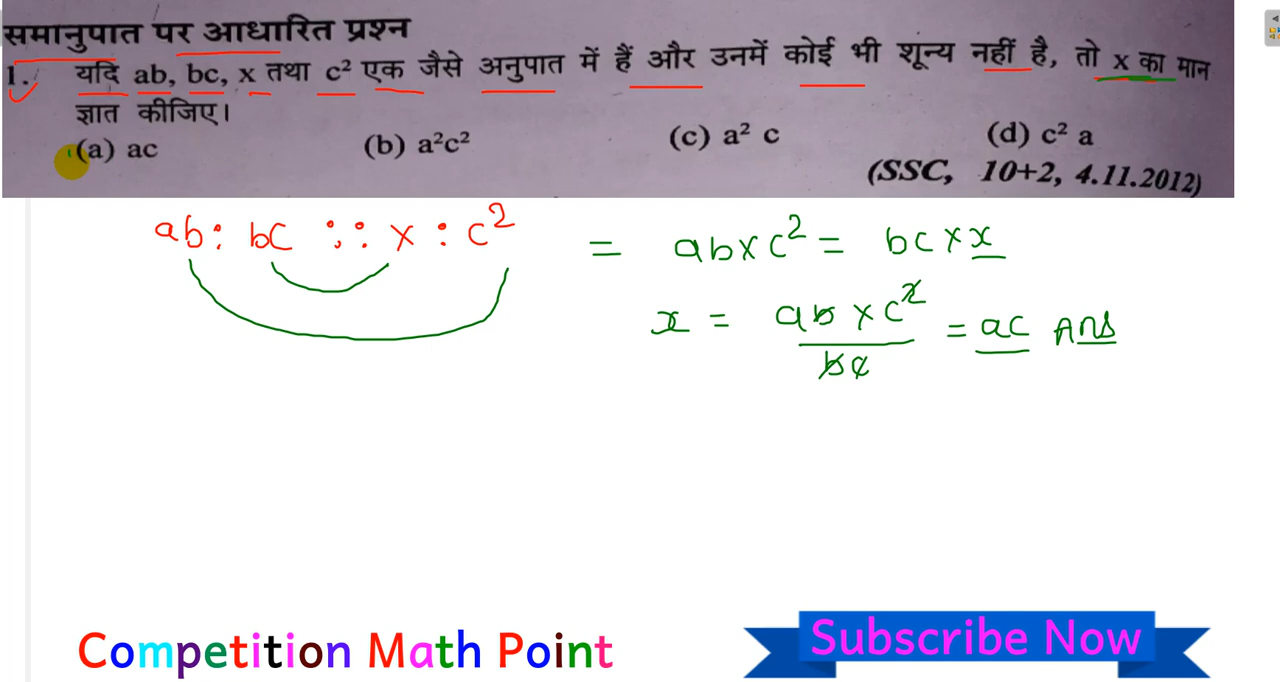 समानुपात पर आधारित प्रश्न
1. यदि ab, bc, x तथा c² एक जैसे अनुपात में हैं और उनमें कोई भी शून्य नहीं है, तो x का मान
ज्ञात कीजिए।
(a) ac (b) a²c² (c) a² c (d) c² a
(SSC, 10+2, 4.11.2012)
ab : bc :: x : c² = ab×c² = bc×x
x = ab×c²/bc = ac Ans
Competition Math Point
Subscribe Now